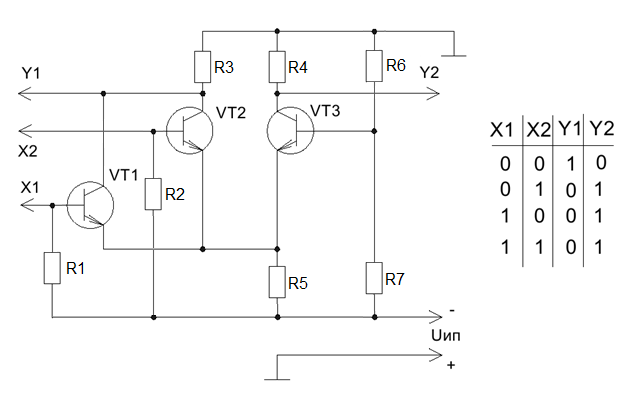 R3 R4 R6
Y1 Y2
VT2 VT3
X2
VT1
X1 R2
R1 R5 R7
-
Uип
+
X1 X2 Y1 Y2
0 0 1 0
0 1 0 1
1 0 0 1
1 1 0 1